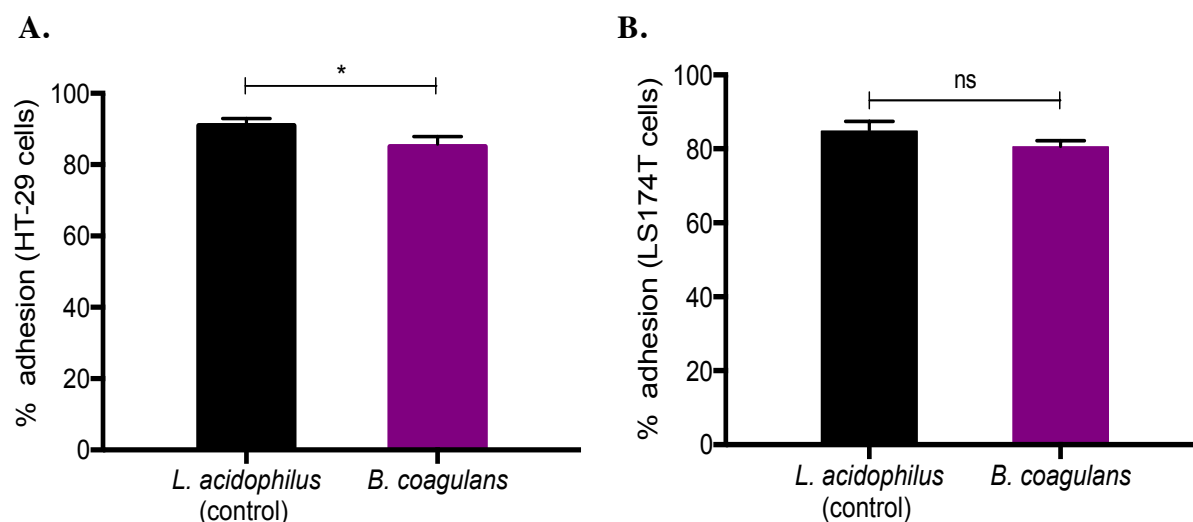 A.
% adhesion (HT-29 cells)
100
80
60
40
20
0
*
L. acidophilus
(control)
B. coagulans
B.
% adhesion (LS174T cells)
100
80
60
40
20
0
ns
L. acidophilus
(control)
B. coagulans